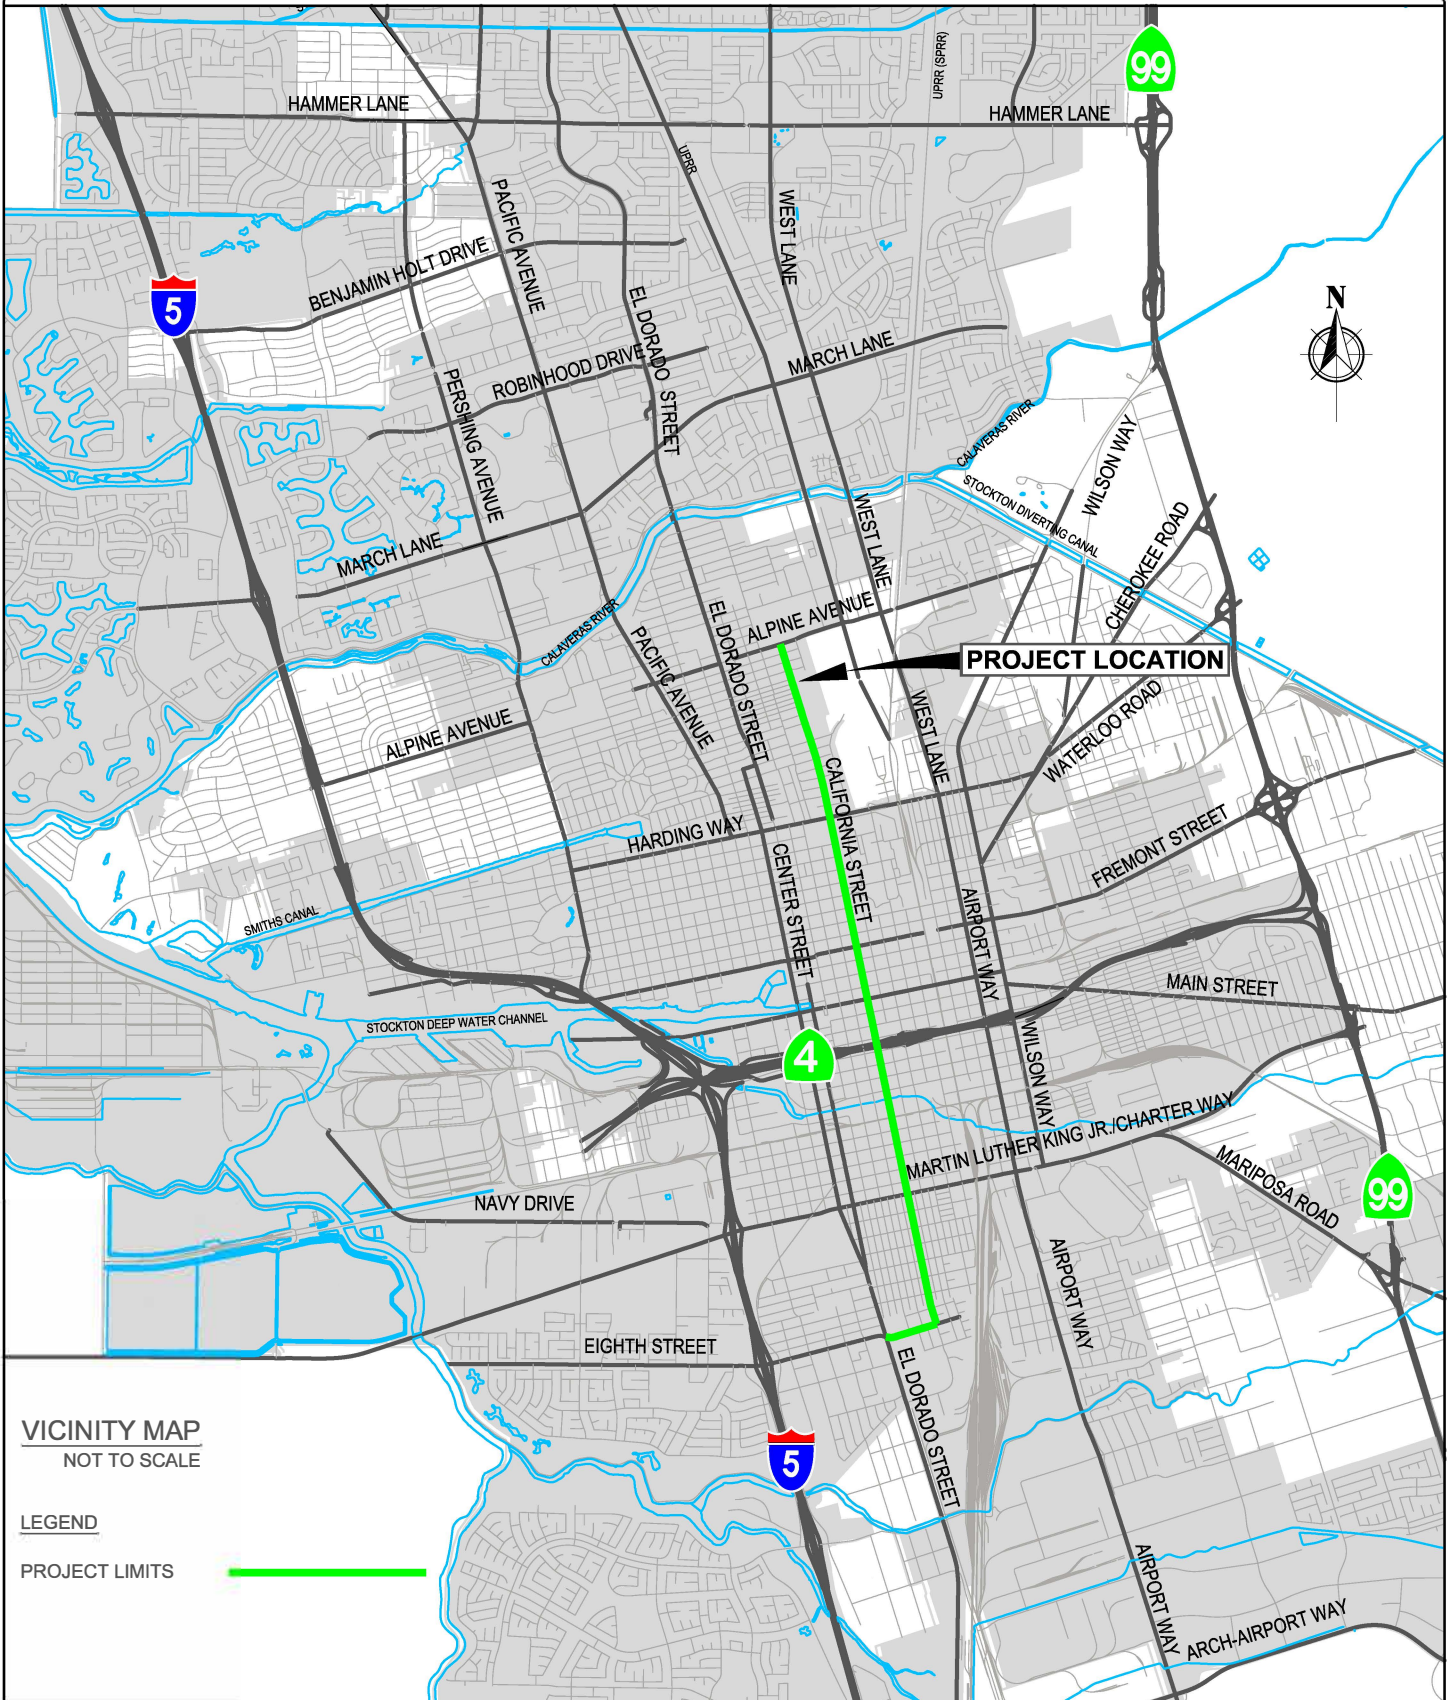 99
UPRR (SPRR)
HAMMER LANE
HAMMER LANE
UPRR
PACIFIC AVENUE
WEST LANE
BENJAMIN HOLT DRIVE
5
EL DORADO STREET
N
ROBINHOOD DRIVE
MARCH LANE
PERSHING AVENUE
CALAVERAS RIVER
WILSON WAY
STOCKTON DIVERTING CANAL
WEST LANE
MARCH LANE
CHEROKEE ROAD
CALAVERAS RIVER
EL DORADO STREET
ALPINE AVENUE
PACIFIC AVENUE
PROJECT LOCATION
WEST LANE
WATERLOO ROAD
ALPINE AVENUE
CALIFORNIA STREET
HARDING WAY
FREMONT STREET
CENTER STREET
AIRPORT WAY
SMITHS CANAL
MAIN STREET
STOCKTON DEEP WATER CHANNEL
4
WILSON WAY
MARTIN LUTHER KING JR./CHARTER WAY
MARIPOSA ROAD
99
NAVY DRIVE
AIRPORT WAY
EIGHTH STREET
EL DORADO STREET
VICINITY MAP
NOT TO SCALE
5
LEGEND
PROJECT LIMITS
AIRPORT WAY
ARCH-AIRPORT WAY